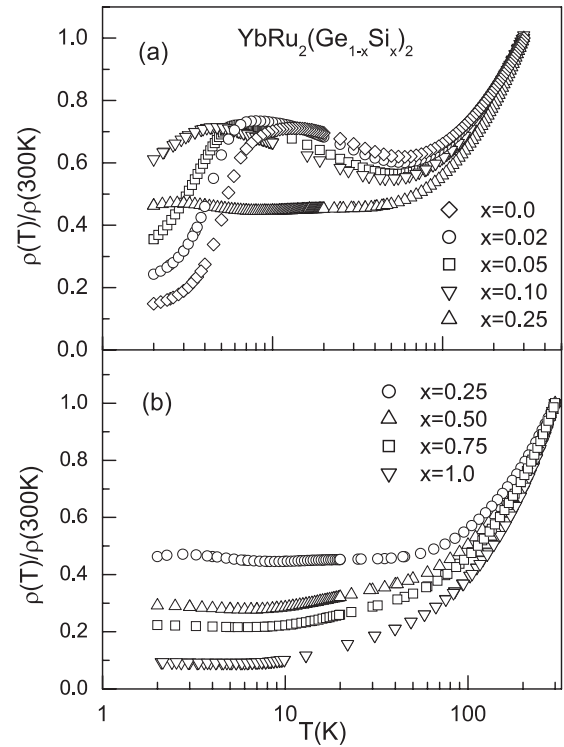 (a)
YbRu₂(Ge₁₋ₓSiₓ)₂
1.0
0.8
0.6
0.4
0.2
0.0
ρ(T)/ρ(300K)
x=0.0
x=0.02
x=0.05
x=0.10
x=0.25
(b)
1.0
0.8
0.6
0.4
0.2
0.0
ρ(T)/ρ(300K)
x=0.25
x=0.50
x=0.75
x=1.0
1
10
100
T(K)